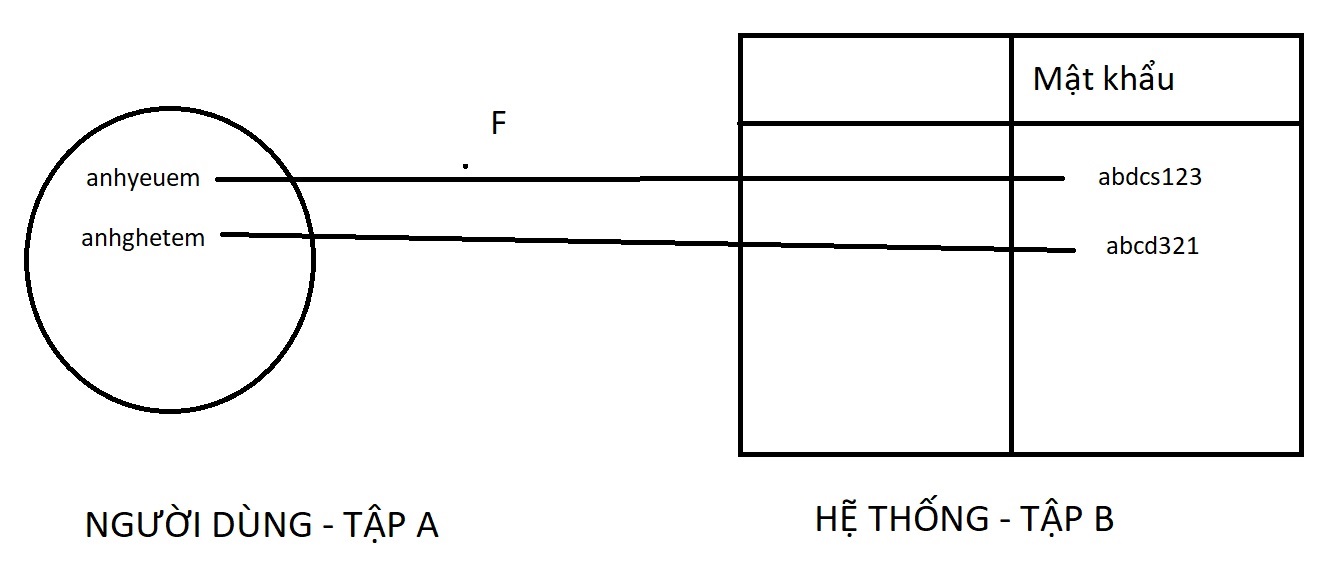 F
Mật khẩu
anhyeuem
abdcs123
anhghetem
abcd321
NGƯỜI DÙNG - TẬP A
HỆ THỐNG - TẬP B